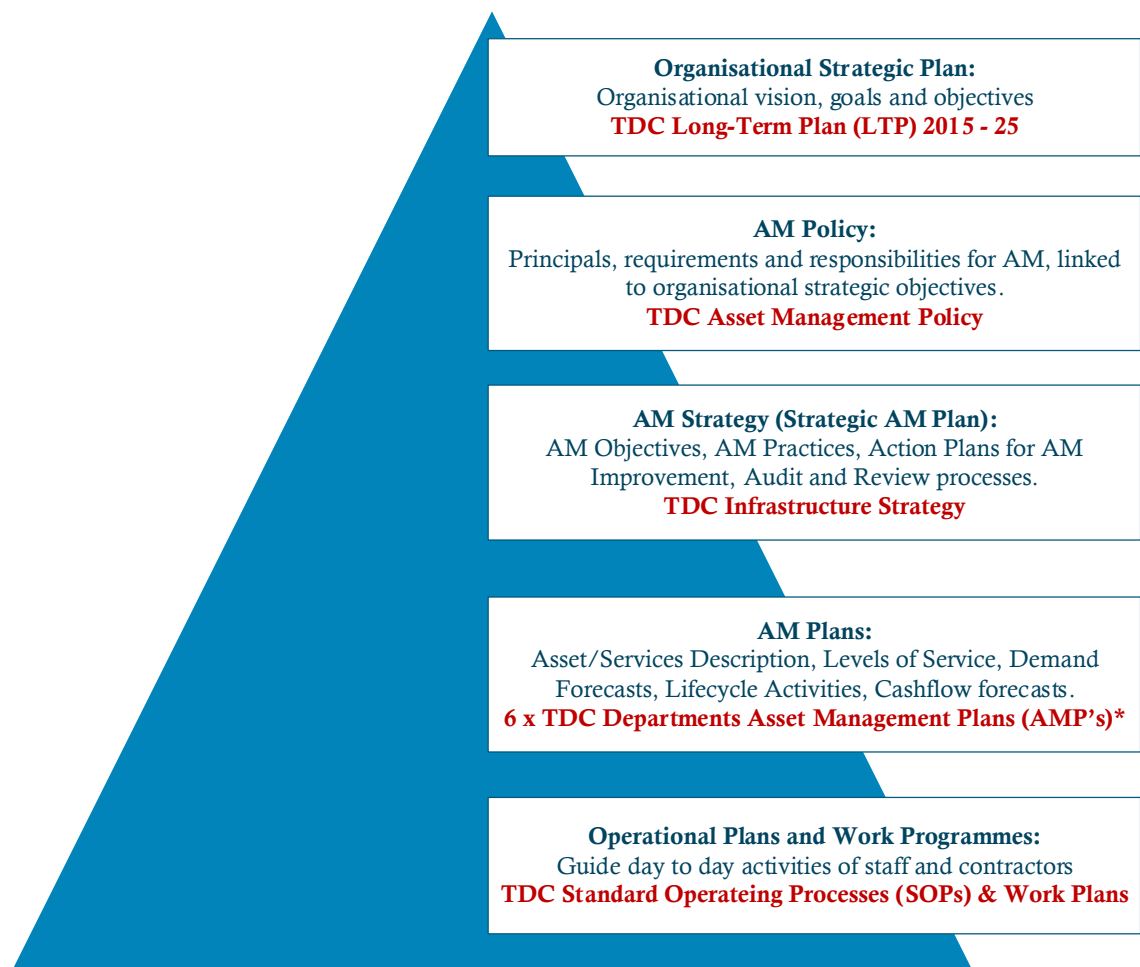 Organisational Strategic Plan:
Organisational vision, goals and objectives
TDC Long-Term Plan (LTP) 2015 - 25
AM Policy:
Principals, requirements and responsibilities for AM, linked
to organisational strategic objectives.
TDC Asset Management Policy
AM Strategy (Strategic AM Plan):
AM Objectives, AM Practices, Action Plans for AM
Improvement, Audit and Review processes.
TDC Infrastructure Strategy
AM Plans:
Asset/Services Description, Levels of Service, Demand
Forecasts, Lifecycle Activities, Cashflow forecasts.
6 x TDC Departments Asset Management Plans (AMP’s)*
Operational Plans and Work Programmes:
Guide day to day activities of staff and contractors
TDC Standard Operateing Processes (SOPs) & Work Plans